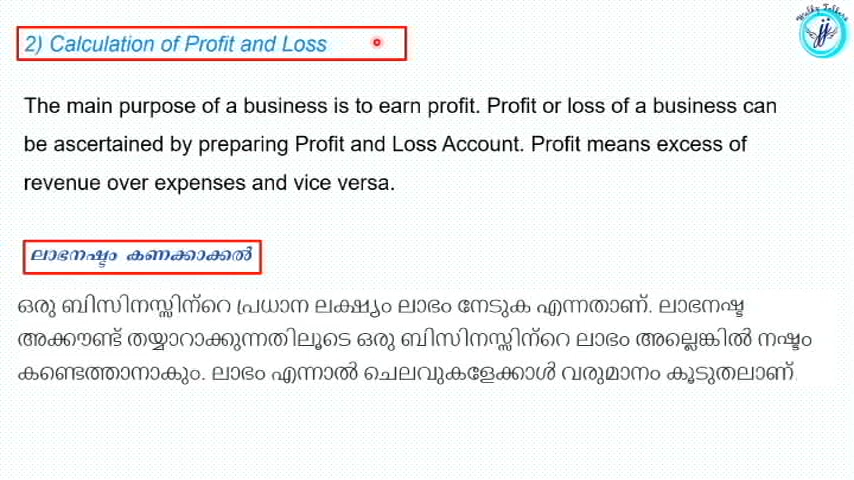 Walky Talkers
2) Calculation of Profit and Loss
The main purpose of a business is to earn profit. Profit or loss of a business can
be ascertained by preparing Profit and Loss Account. Profit means excess of
revenue over expenses and vice versa.
ലാഭനഷ്ടം കണക്കാക്കൽ
ഒരു ബിസിനസ്സിന്റെ പ്രധാന ലക്ഷ്യം ലാഭം നേടുക എന്നതാണ്. ലാഭനഷ്ട
അക്കൗണ്ട് തയ്യാറാക്കുന്നതിലൂടെ ഒരു ബിസിനസ്സിന്റെ ലാഭം അല്ലെങ്കിൽ നഷ്ടം
കണ്ടെത്താനാകും. ലാഭം എന്നാൽ ചെലവുകളേക്കാൾ വരുമാനം കൂടുതലാണ്.